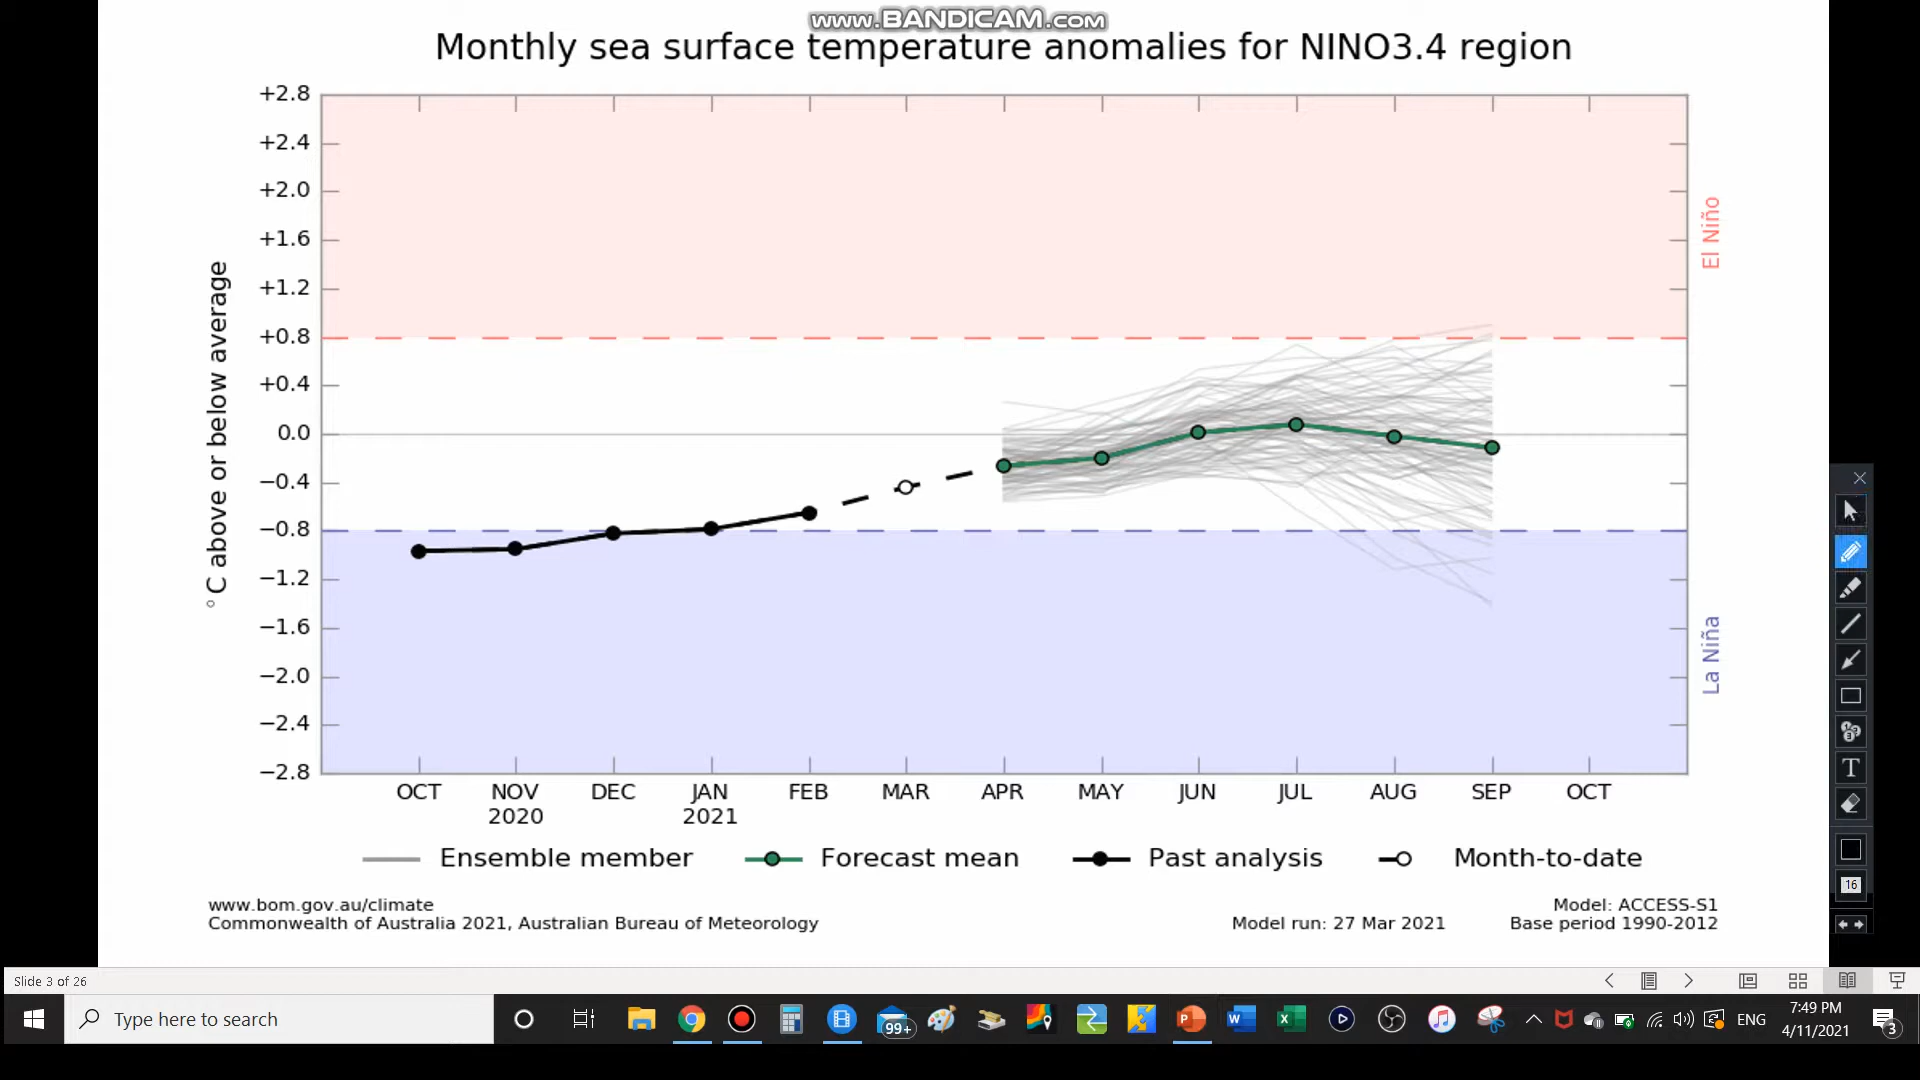 www.BANDICAM.com
Monthly sea surface temperature anomalies for NINO3.4 region
+2.8
+2.4
+2.0
+1.6
+1.2
+0.8
+0.4
0.0
−0.4
−0.8
−1.2
−1.6
−2.0
−2.4
−2.8
°C above or below average
El Niño
La Niña
OCT NOV DEC JAN FEB MAR APR MAY JUN JUL AUG SEP OCT
2020 2021
Ensemble member Forecast mean Past analysis Month-to-date
www.bom.gov.au/climate Model: ACCESS-S1
Commonwealth of Australia 2021, Australian Bureau of Meteorology Model run: 27 Mar 2021 Base period 1990-2012
T
16
Slide 3 of 26
Type here to search
99+
ENG
7:49 PM
4/11/2021
3